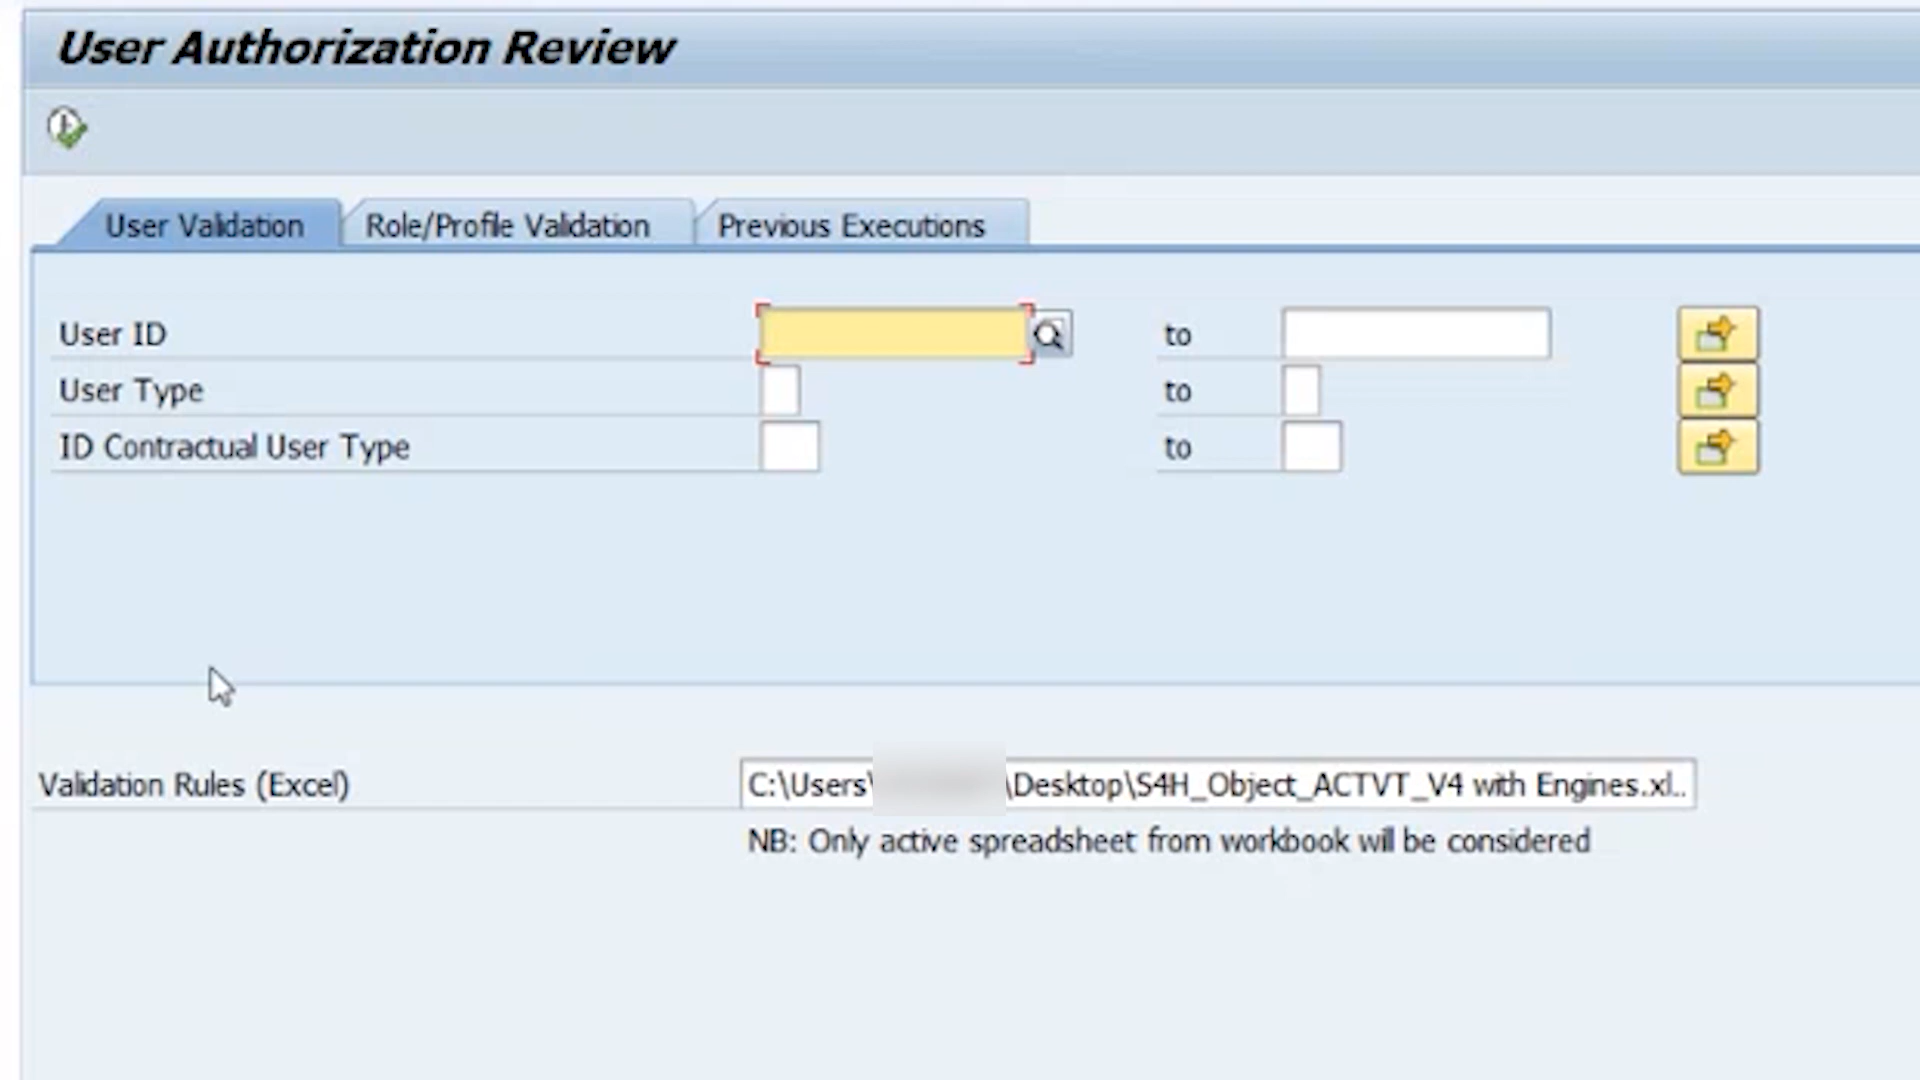 User Authorization Review
User Validation Role/Profile Validation Previous Executions
User ID to
User Type to
ID Contractual User Type to
Validation Rules (Excel) C:\Users\ \Desktop\S4H_Object_ACTVT_V4 with Engines.xl..
NB: Only active spreadsheet from workbook will be considered